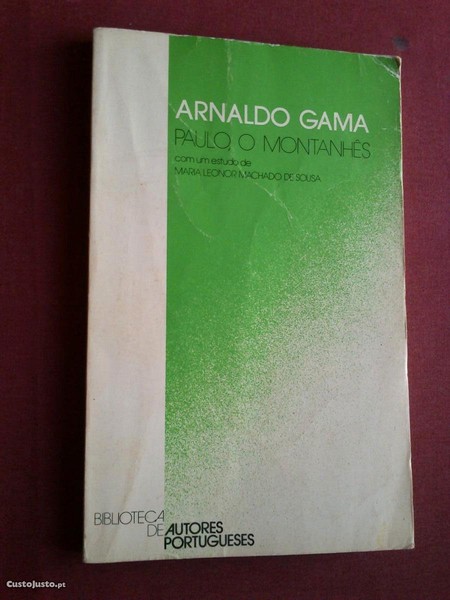 ARNALDO GAMA
PAULO, O MONTANHÊS
com um estudo de
MARIA LEONOR MACHADO DE SOUSA
BIBLIOTECA
DE AUTORES
PORTUGUESES
CustoJusto.pt